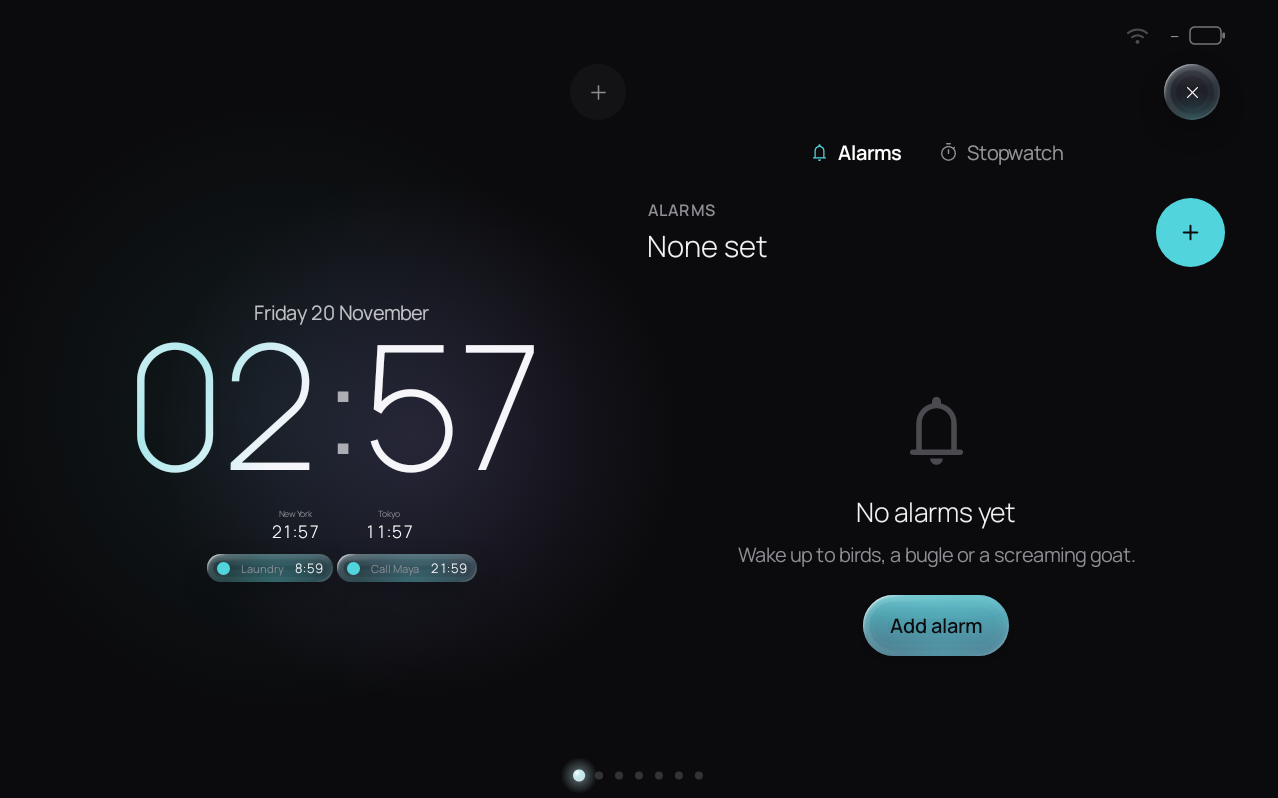 –
Alarms Stopwatch
ALARMS
None set
Friday 20 November
02:57
New York Tokyo
21:57 11:57
Laundry 8:59 Call Maya 21:59
No alarms yet
Wake up to birds, a bugle or a screaming goat.
Add alarm